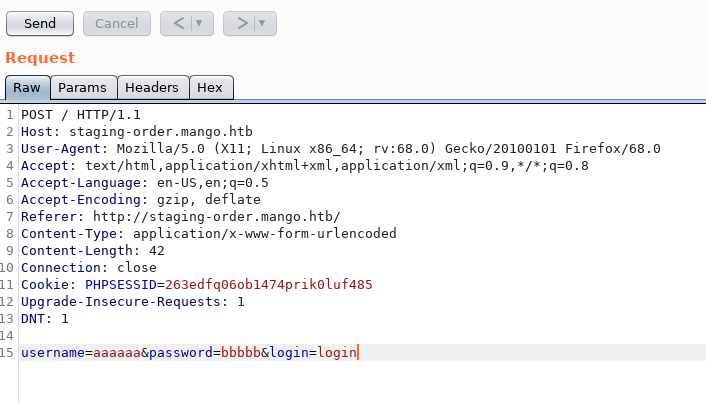 Send Cancel < > 
Request
Raw Params Headers Hex
1 POST / HTTP/1.1
2 Host: staging-order.mango.htb
3 User-Agent: Mozilla/5.0 (X11; Linux x86_64; rv:68.0) Gecko/20100101 Firefox/68.0
4 Accept: text/html,application/xhtml+xml,application/xml;q=0.9,*/*;q=0.8
5 Accept-Language: en-US,en;q=0.5
6 Accept-Encoding: gzip, deflate
7 Referer: http://staging-order.mango.htb/
8 Content-Type: application/x-www-form-urlencoded
9 Content-Length: 42
10 Connection: close
11 Cookie: PHPSESSID=263edfq06ob1474prik0luf485
12 Upgrade-Insecure-Requests: 1
13 DNT: 1
14
15 username=aaaaaa&password=bbbbb&login=login